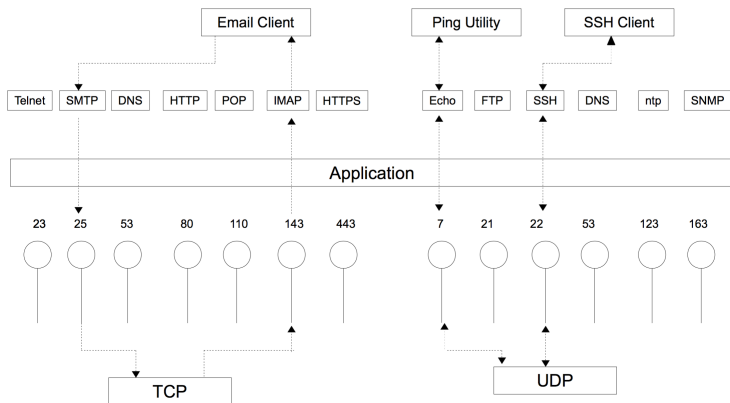 Email Client Ping Utility SSH Client
Telnet SMTP DNS HTTP POP IMAP HTTPS Echo FTP SSH DNS ntp SNMP
Application
23 25 53 80 110 143 443 7 21 22 53 123 163
TCP UDP